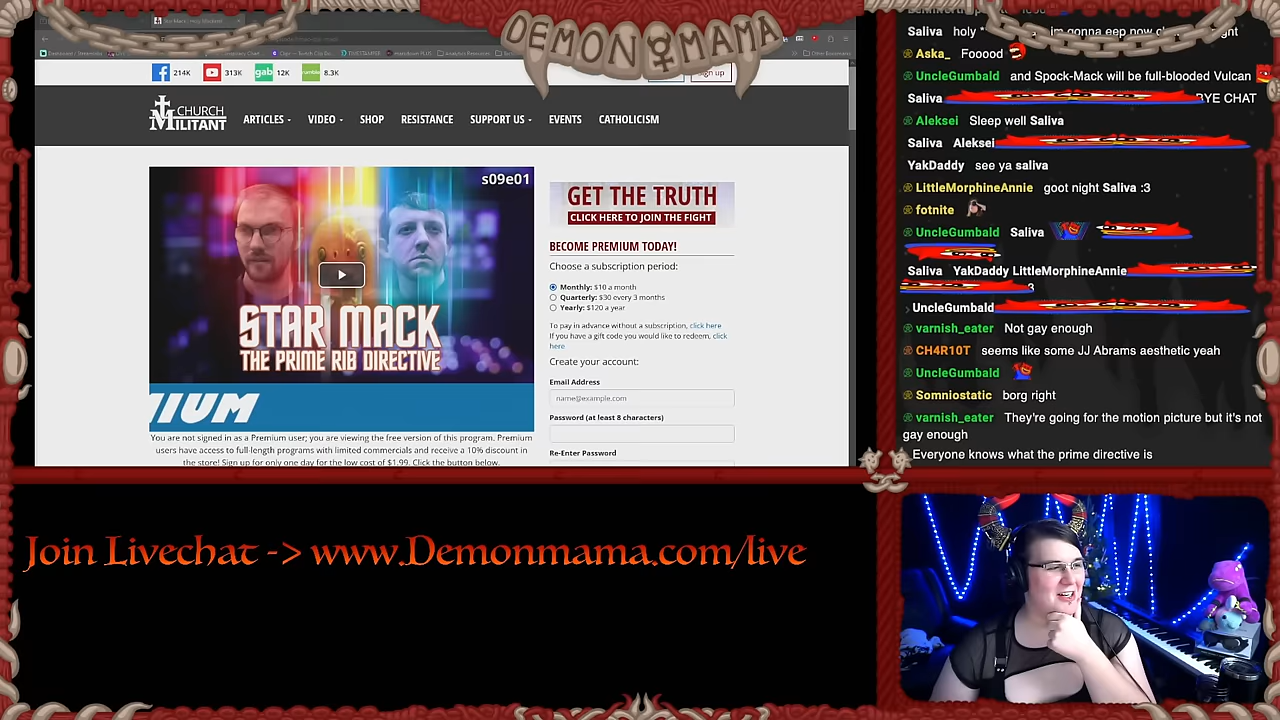 DEMON MAMA
214K
313K
gab 12K
rumble 8.3K
Sign up
CHURCH MILITANT
ARTICLES
VIDEO
SHOP
RESISTANCE
SUPPORT US
EVENTS
CATHOLICISM
s09e01
STAR MACK
THE PRIME RIB DIRECTIVE
IUM
You are not signed in as a Premium user; you are viewing the free version of this program. Premium
users have access to full-length programs with limited commercials and receive a 10% discount in
the store! Sign up for only one day for the low cost of $1.99. Click the button below.
GET THE TRUTH
CLICK HERE TO JOIN THE FIGHT
BECOME PREMIUM TODAY!
Choose a subscription period:
Monthly: $10 a month
Quarterly: $30 every 3 months
Yearly: $120 a year
To pay in advance without a subscription, click here
If you have a gift code you would like to redeem, click
here
Create your account:
Email Address
name@example.com
Password (at least 8 characters)
Re-Enter Password
Saliva holy * im gonna eep now
Aska_ Fooood
UncleGumbald and Spock-Mack will be full-blooded Vulcan
Saliva BYE CHAT
Aleksei Sleep well Saliva
Saliva Aleksei
YakDaddy see ya saliva
LittleMorphineAnnie goot night Saliva :3
fotnite
UncleGumbald Saliva
Saliva YakDaddy LittleMorphineAnnie
3
UncleGumbald
varnish_eater Not gay enough
CH4R10T seems like some JJ Abrams aesthetic yeah
UncleGumbald
Somniostatic borg right
varnish_eater They're going for the motion picture but it's not
gay enough
Everyone knows what the prime directive is
Join Livechat -> www.Demonmama.com/live